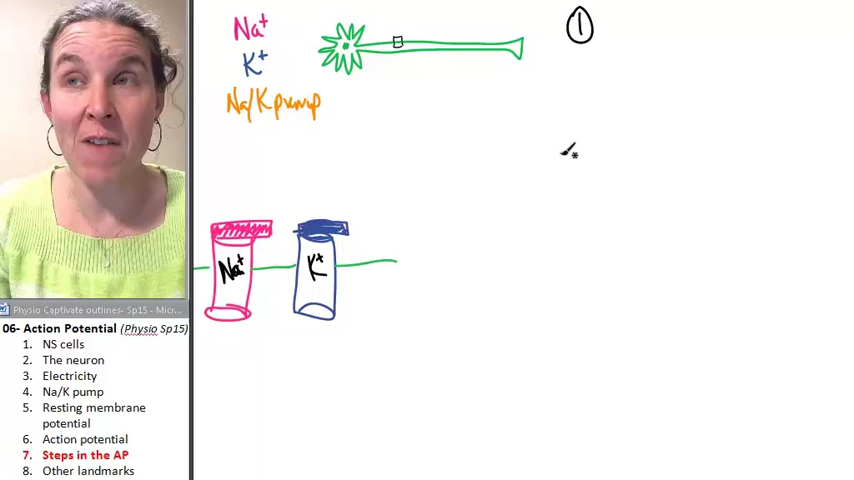 Na+
K+
Na/K pump
1
Na+
K+
Physio Captivate outlines- Sp15 - Micr...
06- Action Potential (Physio Sp15)
1. NS cells
2. The neuron
3. Electricity
4. Na/K pump
5. Resting membrane
potential
6. Action potential
7. Steps in the AP
8. Other landmarks